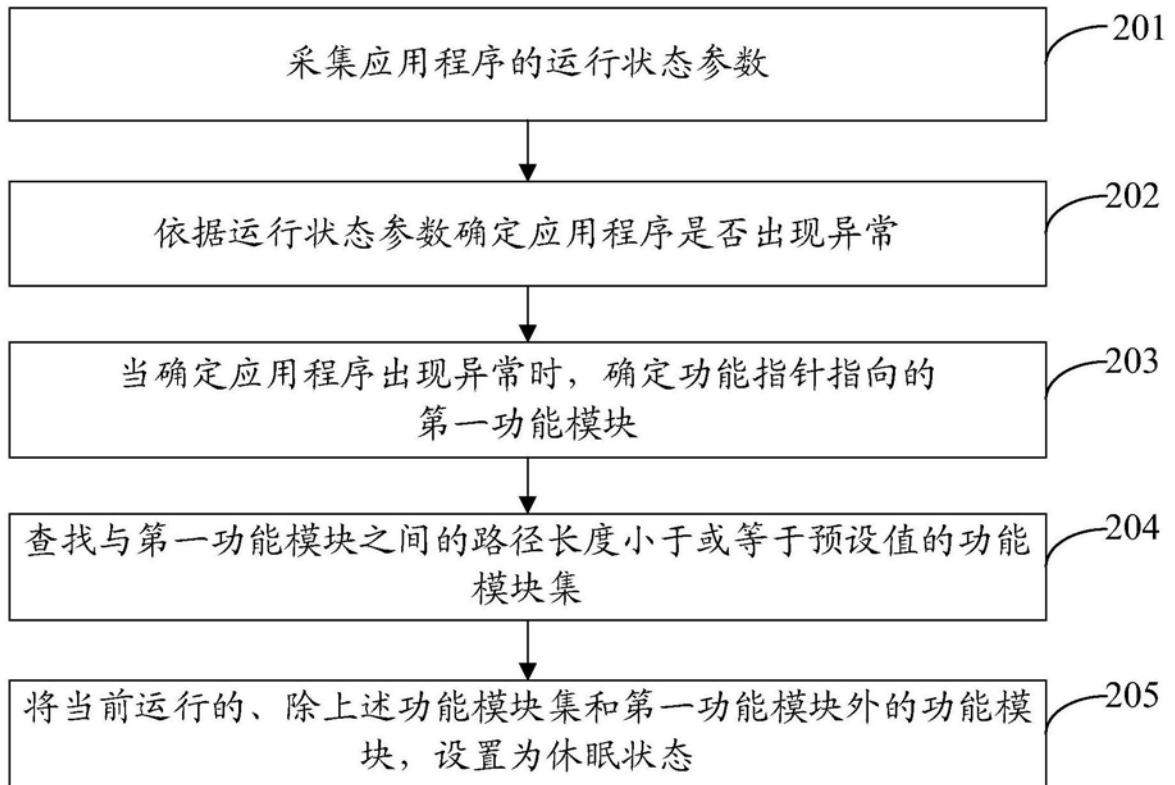 采集应用程序的运行状态参数
201
依据运行状态参数确定应用程序是否出现异常
202
当确定应用程序出现异常时，确定功能指针指向的
第一功能模块
203
查找与第一功能模块之间的路径长度小于或等于预设值的功能
模块集
204
将当前运行的、除上述功能模块集和第一功能模块外的功能模
块，设置为休眠状态
205